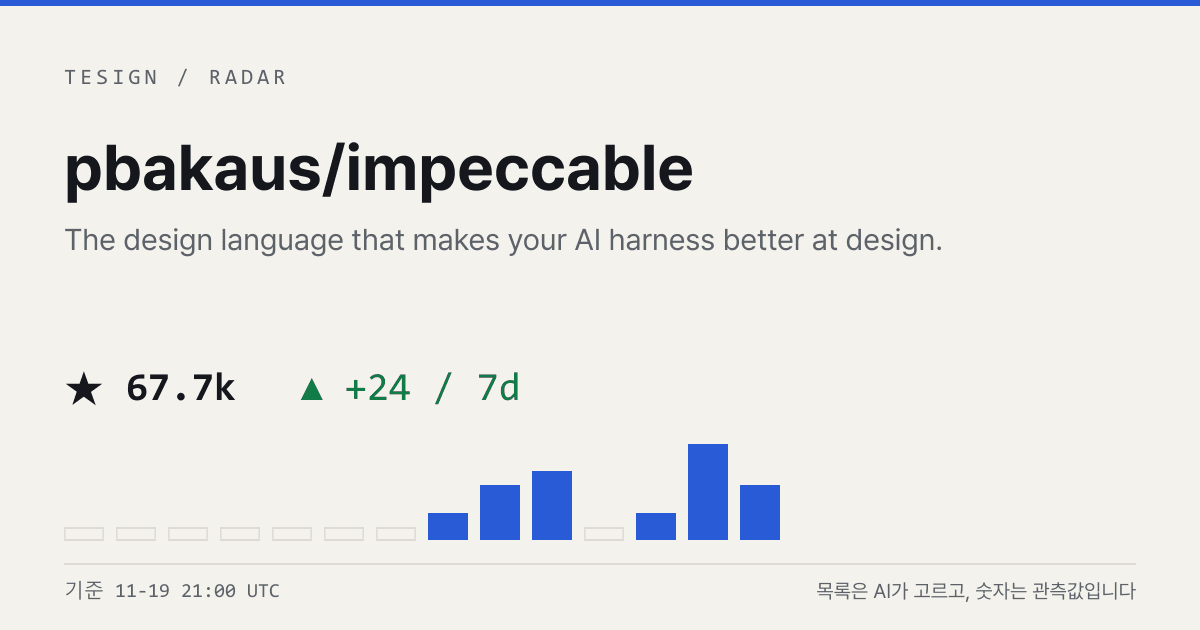 TESIGN / RADAR
pbakaus/impeccable
The design language that makes your AI harness better at design.
★ 67.7k ▲ +24 / 7d
기준 11-19 21:00 UTC
목록은 AI가 고르고, 숫자는 관측값입니다